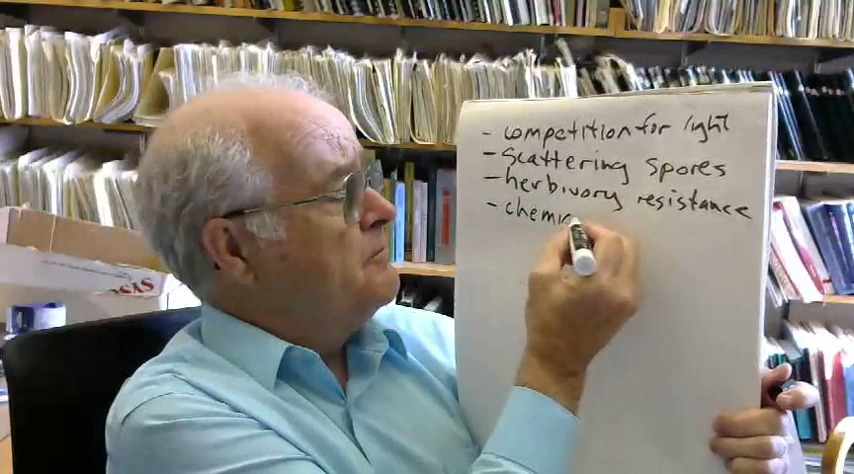 - competition for light
- Scattering spores
- herbivory resistance
- chem